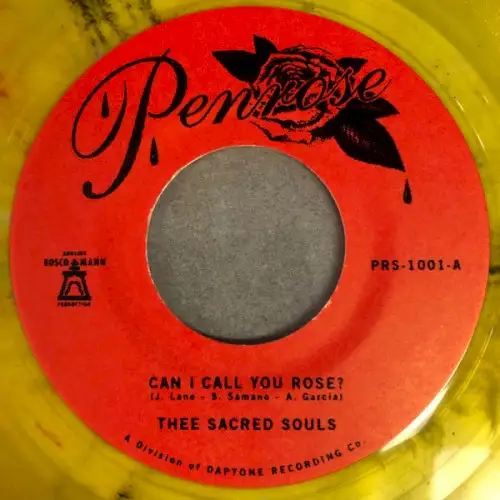 Penrose
BOSCO MANN
PRODUCTION
PRS-1001-A
CAN I CALL YOU ROSE?
(J. Lane - S. Samano - A. Garcia)
THEE SACRED SOULS
A Division of DAPTONE RECORDING Co.